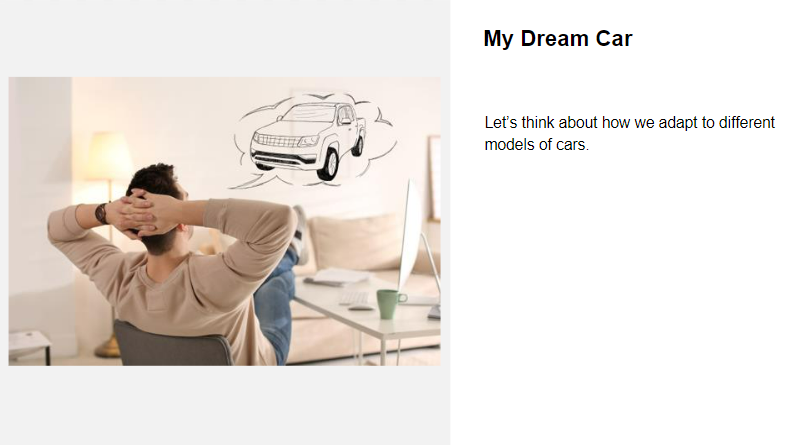 My Dream Car
Let’s think about how we adapt to different
models of cars.